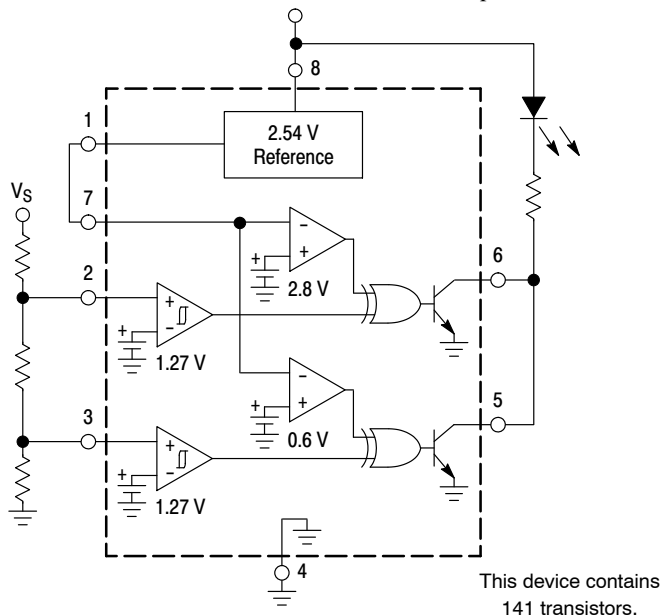 8
1
2.54 V
Reference
VS
7
6
2
2.8 V
1.27 V
5
3
0.6 V
1.27 V
4
This device contains
141 transistors.